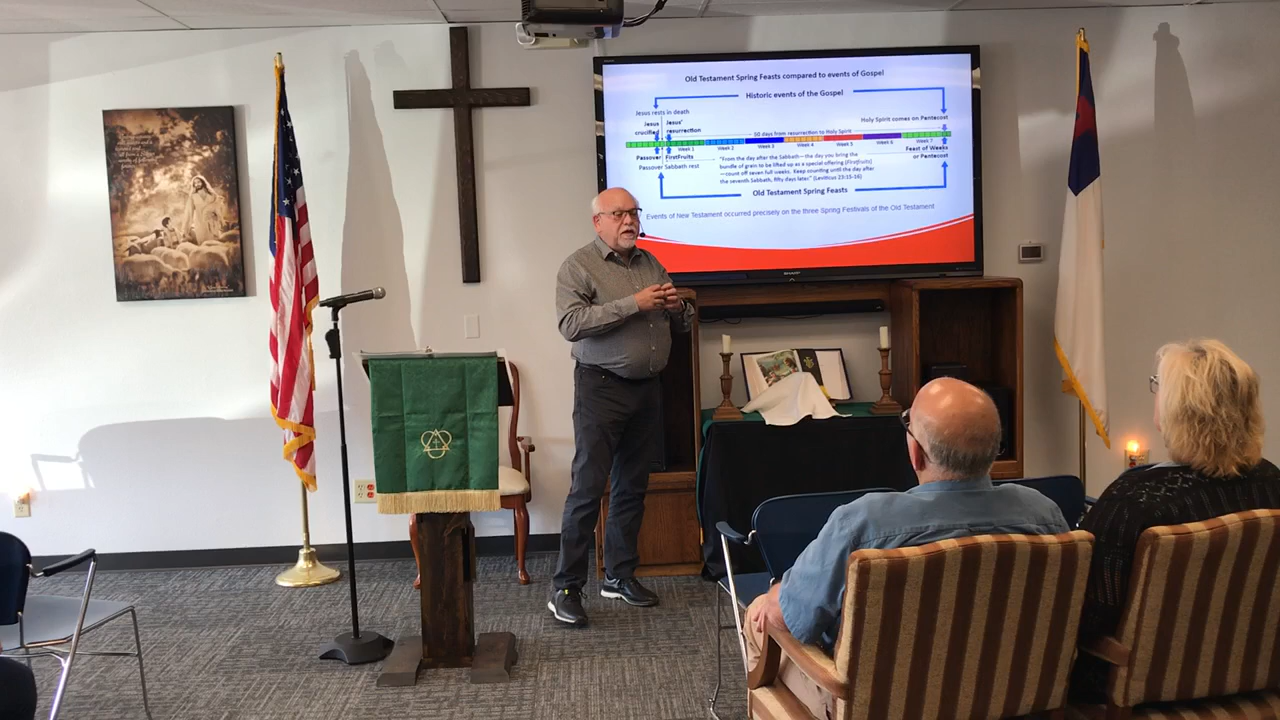 Old Testament Spring Feasts compared to events of Gospel
Historic events of the Gospel
Jesus rests in death
Holy Spirit comes on Pentecost
Jesus crucified
Jesus' resurrection
50 days from resurrection to Holy Spirit
Week 1 Week 2 Week 3 Week 4 Week 5 Week 6 Week 7
Passover FirstFruits
Passover Sabbath rest
Feast of Weeks
or Pentecost
"From the day after the Sabbath—the day you bring the
bundle of grain to be lifted up as a special offering (Firstfruits)
—count off seven full weeks. Keep counting until the day after
the seventh Sabbath, fifty days later." (Leviticus 23:15-16)
Old Testament Spring Feasts
Events of New Testament occurred precisely on the three Spring Festivals of the Old Testament
SHARP